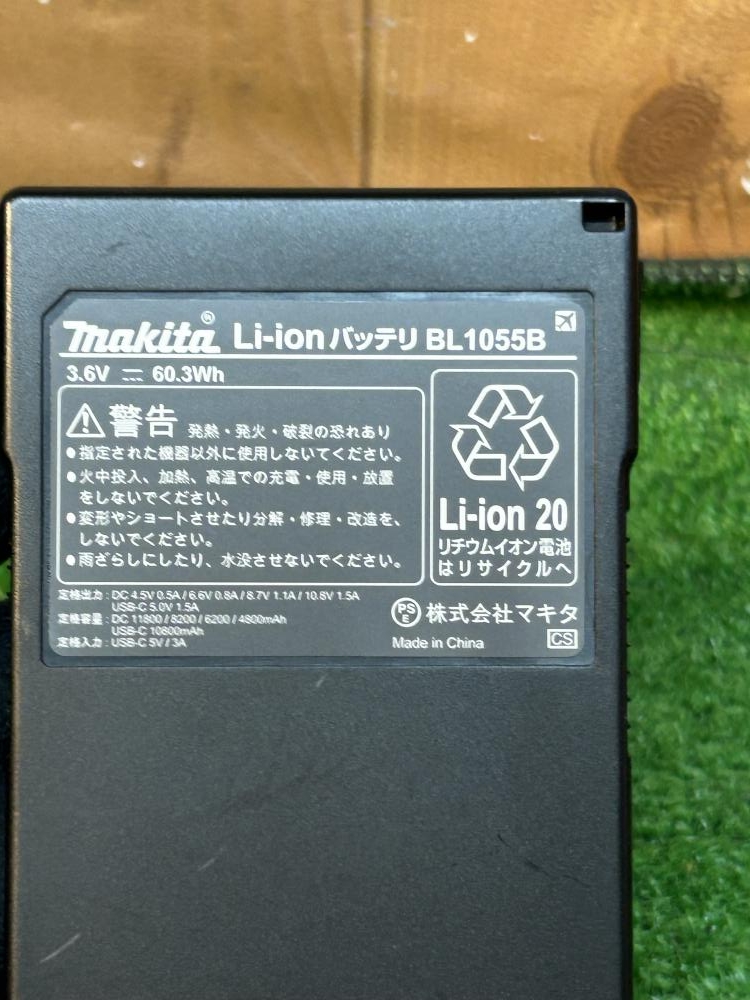 makita® Li-ion バッテリ BL1055B
3.6V ⎓ 60.3Wh
警告 発熱・発火・破裂の恐れあり
●指定された機器以外に使用しないでください。
●火中投入、加熱、高温での充電・使用・放置
をしないでください。
●変形やショートさせたり分解・修理・改造を、
しないでください。
●雨ざらしにしたり、水没させないでください。
Li-ion 20
リチウムイオン電池
はリサイクルへ
定格出力 : DC 4.5V 0.5A / 6.6V 0.8A / 8.7V 1.1A / 10.8V 1.5A
USB-C 5.0V 1.5A
定格容量 : DC 11800 / 8200 / 6200 / 4800mAh
USB-C 10800mAh
定格入力 : USB-C 5V / 3A
PSE 株式会社マキタ
Made in China
CS